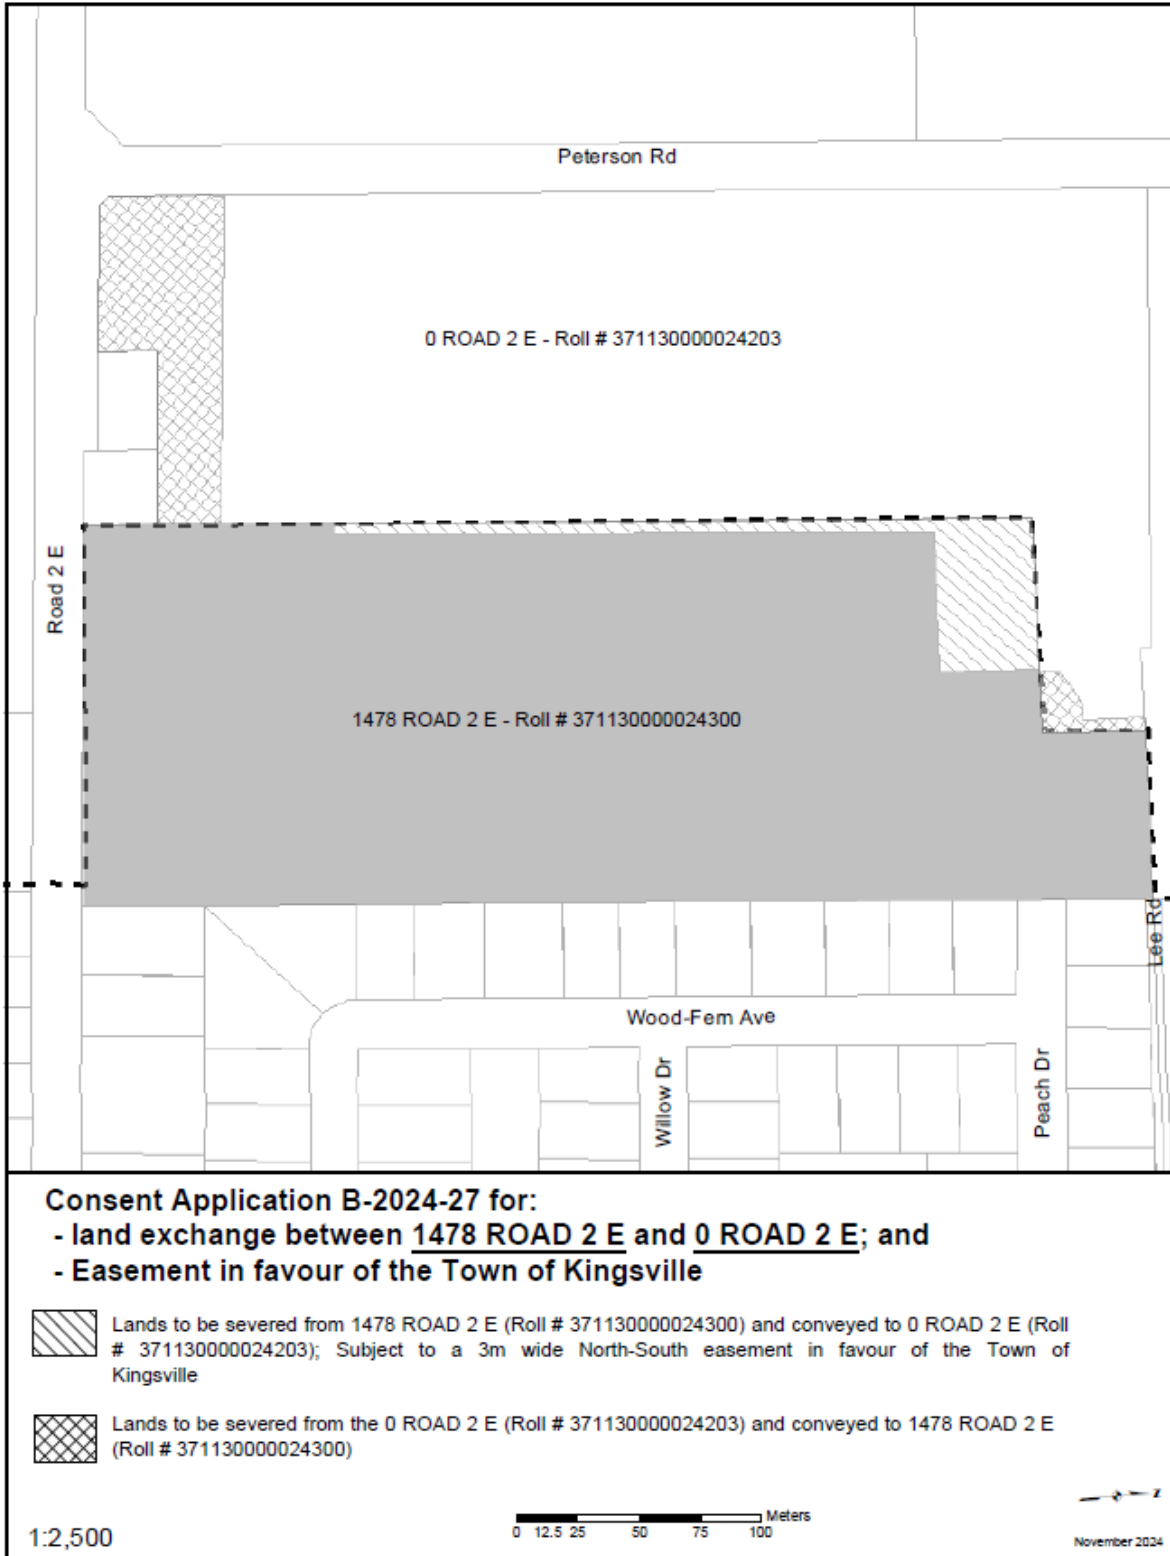 Peterson Rd
0 ROAD 2 E - Roll # 371130000024203
Road 2 E
1478 ROAD 2 E - Roll # 371130000024300
Lee Rd
Wood-Fern Ave
Willow Dr
Peach Dr
Consent Application B-2024-27 for:
- land exchange between 1478 ROAD 2 E and 0 ROAD 2 E; and
- Easement in favour of the Town of Kingsville
Lands to be severed from 1478 ROAD 2 E (Roll # 371130000024300) and conveyed to 0 ROAD 2 E (Roll
# 371130000024203); Subject to a 3m wide North-South easement in favour of the Town of
Kingsville
Lands to be severed from the 0 ROAD 2 E (Roll # 371130000024203) and conveyed to 1478 ROAD 2 E
(Roll # 371130000024300)
1:2,500
Meters
0 12.5 25 50 75 100
Z
November 2024